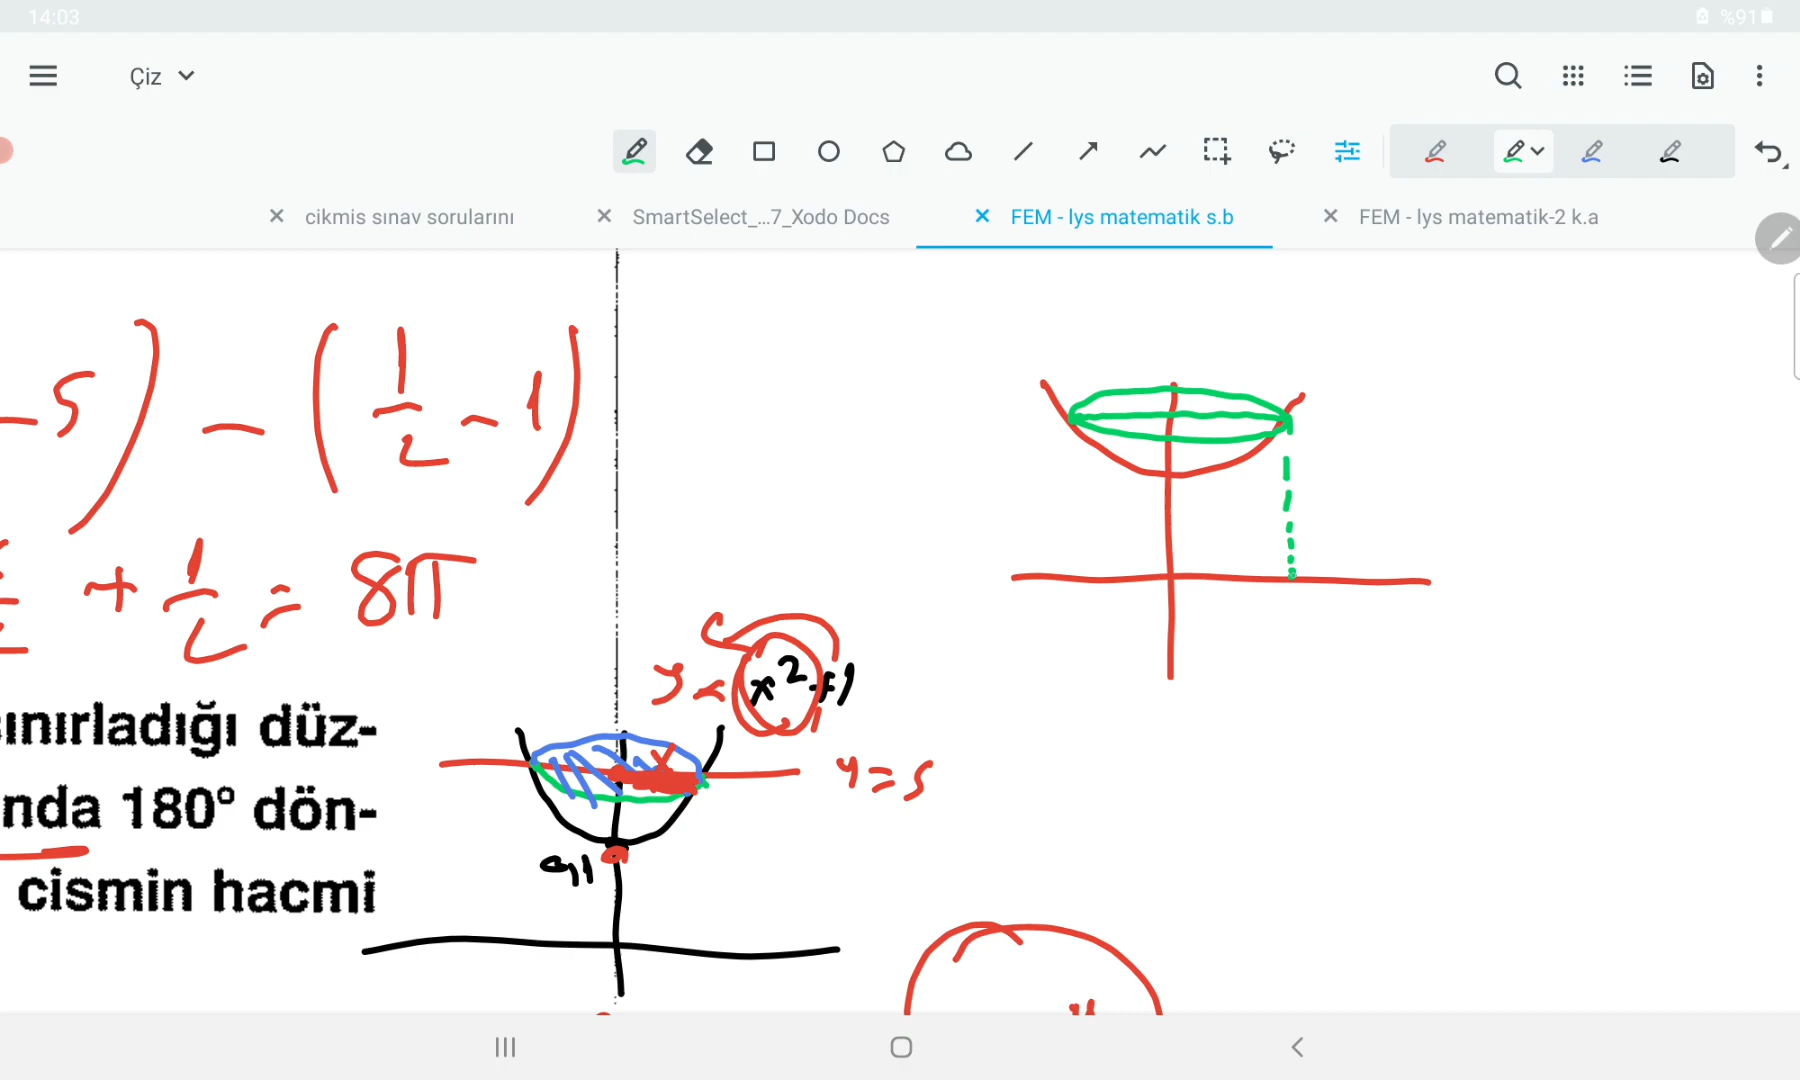 14:03 %91
Çiz
cikmis sınav sorularını
SmartSelect_...7_Xodo Docs
FEM - lys matematik s.b
FEM - lys matematik-2 k.a
- 5) - (1/2 - 1)
+ 1/2 = 8π
y = x² + 1
y = 5
ınırladığı düz-
nda 180° dön-
cismin hacmi